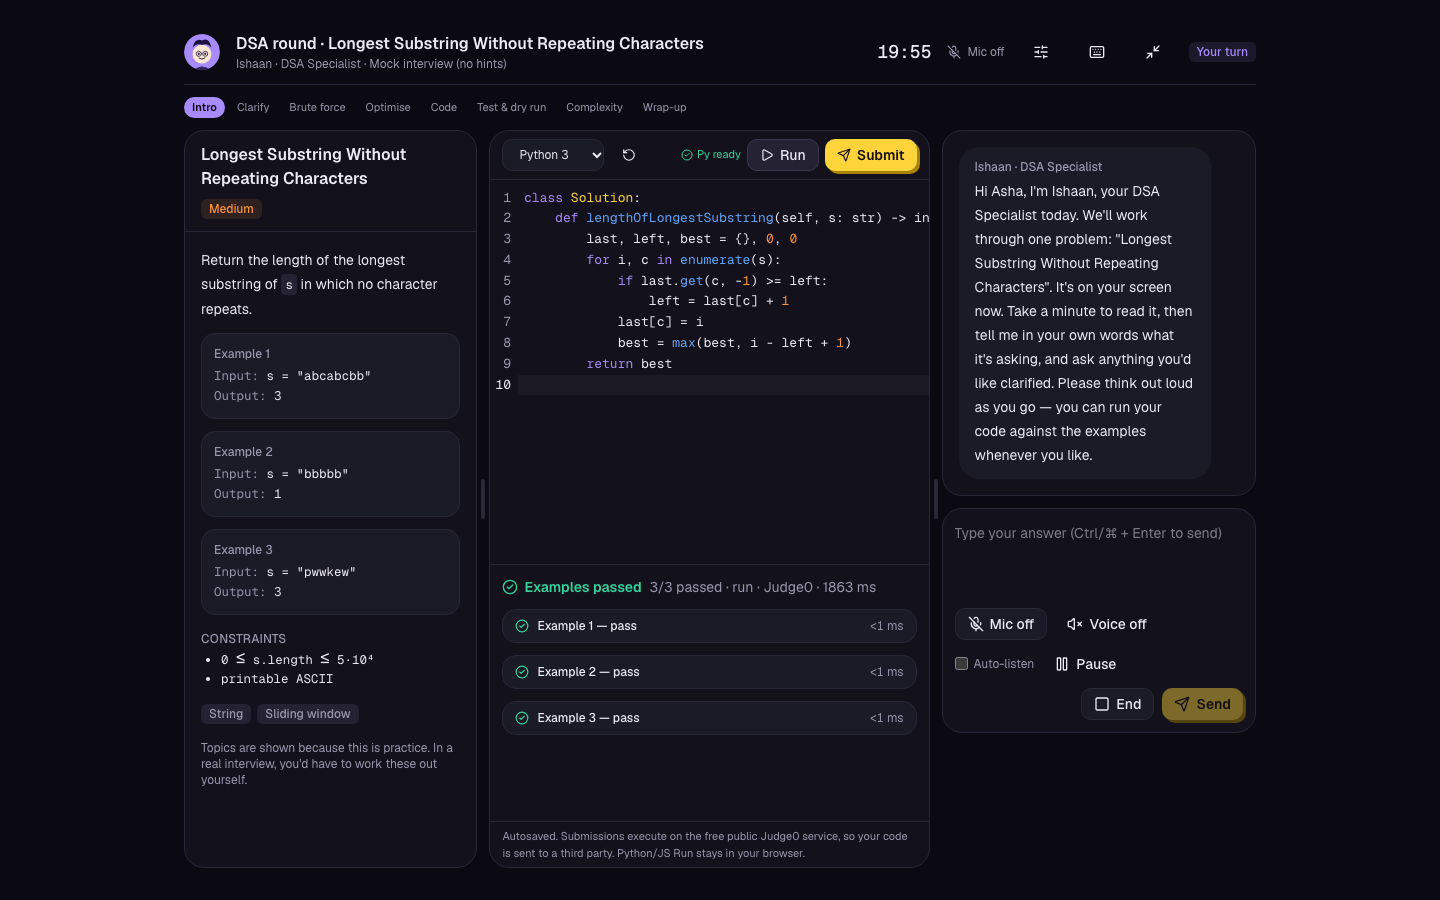 DSA round · Longest Substring Without Repeating Characters
Ishaan · DSA Specialist · Mock interview (no hints)
19:55
Mic off
Your turn
Intro
Clarify
Brute force
Optimise
Code
Test & dry run
Complexity
Wrap-up
Longest Substring Without
Repeating Characters
Medium
Return the length of the longest
substring of s in which no character
repeats.
Example 1
Input: s = "abcabcbb"
Output: 3
Example 2
Input: s = "bbbbb"
Output: 1
Example 3
Input: s = "pwwkew"
Output: 3
CONSTRAINTS
• 0 ≤ s.length ≤ 5·10⁴
• printable ASCII
String
Sliding window
Topics are shown because this is practice. In a
real interview, you'd have to work these out
yourself.
Python 3
Py ready
Run
Submit
1 class Solution:
2     def lengthOfLongestSubstring(self, s: str) -> in
3         last, left, best = {}, 0, 0
4         for i, c in enumerate(s):
5             if last.get(c, -1) >= left:
6                 left = last[c] + 1
7             last[c] = i
8             best = max(best, i - left + 1)
9         return best
10
Examples passed 3/3 passed · run · Judge0 · 1863 ms
Example 1 — pass <1 ms
Example 2 — pass <1 ms
Example 3 — pass <1 ms
Autosaved. Submissions execute on the free public Judge0 service, so your code
is sent to a third party. Python/JS Run stays in your browser.
Ishaan · DSA Specialist
Hi Asha, I'm Ishaan, your DSA
Specialist today. We'll work
through one problem: "Longest
Substring Without Repeating
Characters". It's on your screen
now. Take a minute to read it, then
tell me in your own words what
it's asking, and ask anything you'd
like clarified. Please think out loud
as you go — you can run your
code against the examples
whenever you like.
Type your answer (Ctrl/⌘ + Enter to send)
Mic off
Voice off
Auto-listen
Pause
End
Send